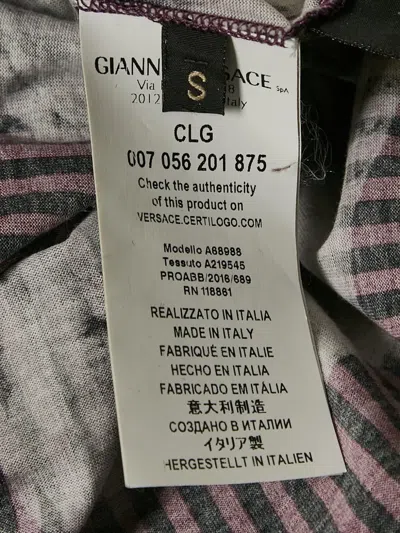 GIANN ACE SpA
S
Via 8
2012 Italy
CLG
007 056 201 875
Check the authenticity
of this product on
VERSACE.CERTILOGO.COM
Modello A68988
Tessuto A219545
PROABB/2016/689
RN 118861
REALIZZATO IN ITALIA
MADE IN ITALY
FABRIQUÉ EN ITALIE
HECHO EN ITALIA
FABRICADO EM ITÁLIA
意大利制造
СОЗДАНО В ИТАЛИИ
イタリア製
HERGESTELLT IN ITALIEN